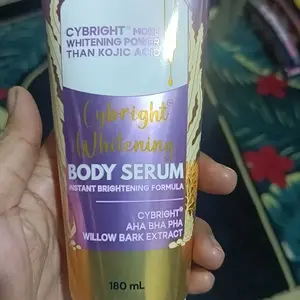 CYBRIGHT™ MORE
WHITENING POWER
THAN KOJIC ACID
Cybright
Whitening
BODY SERUM
INSTANT BRIGHTENING FORMULA
CYBRIGHT®
AHA BHA PHA
WILLOW BARK EXTRACT
180 mL